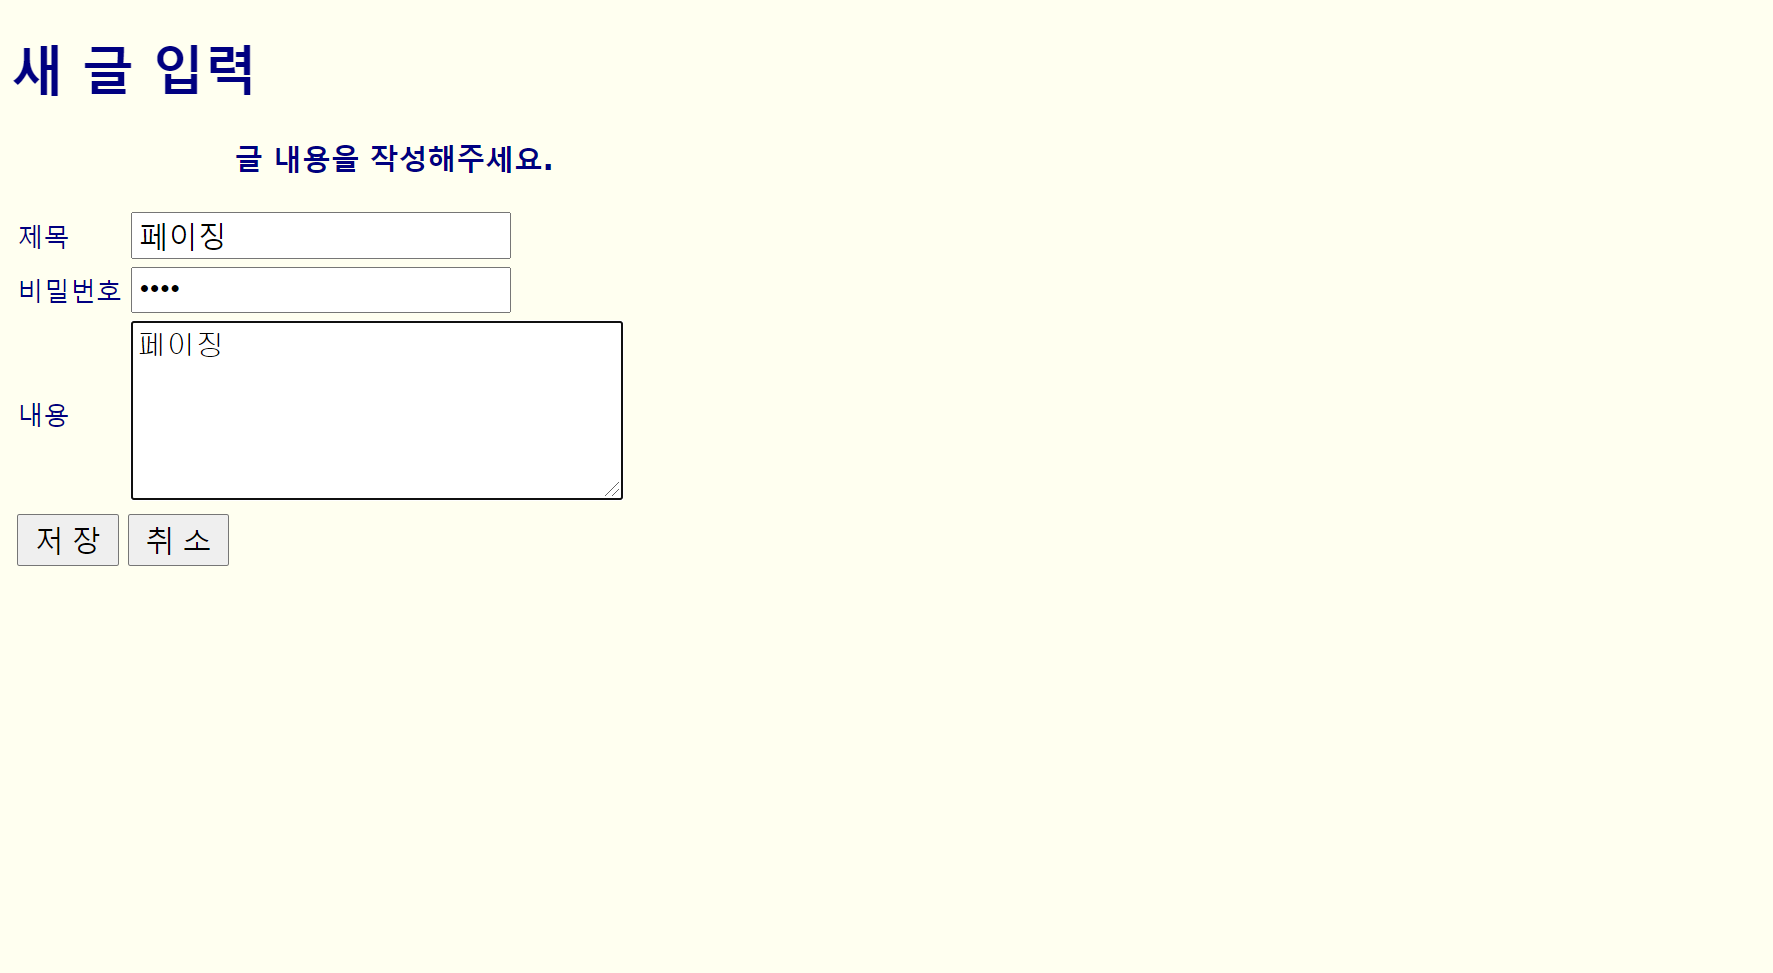 새 글 입력
글 내용을 작성해주세요.
제목 페이징
비밀번호 ••••
페이징
내용
저 장 취 소